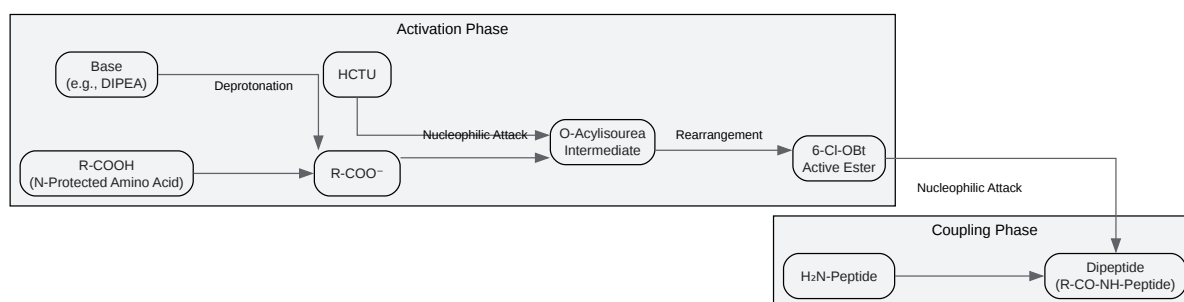 Activation Phase
Base
(e.g., DIPEA)
Deprotonation
HCTU
Nucleophilic Attack
O-Acylisourea
Intermediate
Rearrangement
6-Cl-OBt
Active Ester
R-COOH
(N-Protected Amino Acid)
R-COO⁻
Nucleophilic Attack
Coupling Phase
H₂N-Peptide
Dipeptide
(R-CO-NH-Peptide)